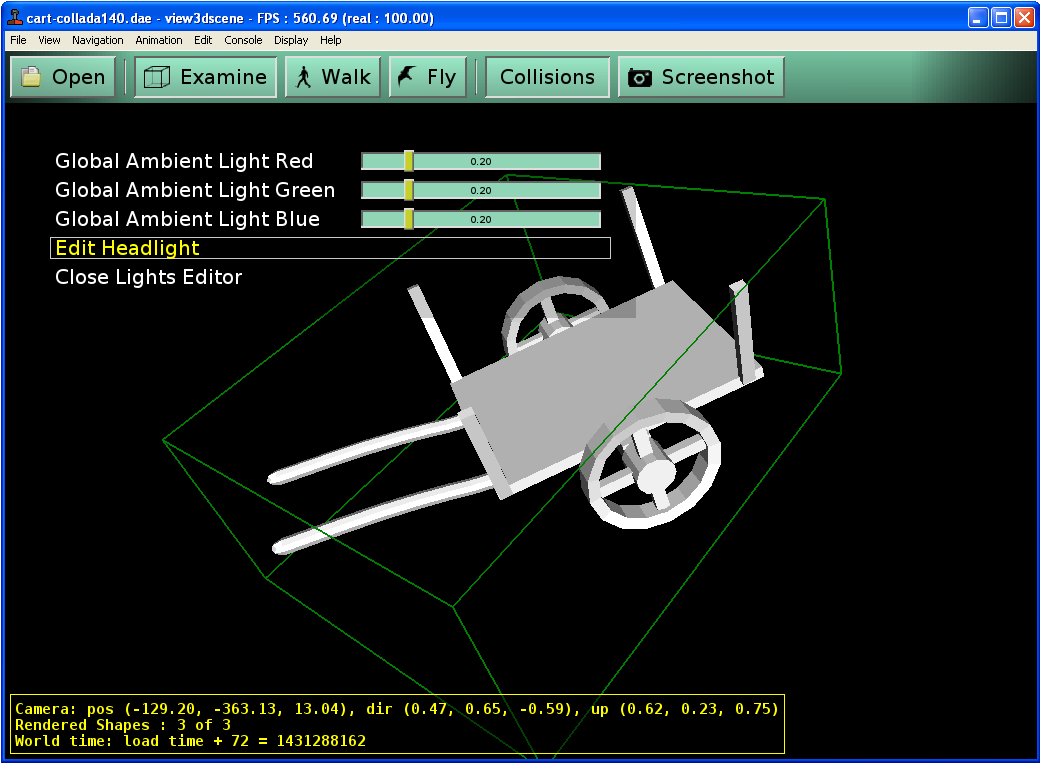 cart-collada140.dae - view3dscene - FPS : 560.69 (real : 100.00)
File View Navigation Animation Edit Console Display Help
Open Examine Walk Fly Collisions Screenshot
Global Ambient Light Red 0.20
Global Ambient Light Green 0.20
Global Ambient Light Blue 0.20
Edit Headlight
Close Lights Editor
Camera: pos (-129.20, -363.13, 13.04), dir (0.47, 0.65, -0.59), up (0.62, 0.23, 0.75)
Rendered Shapes : 3 of 3
World time: load time + 72 = 1431288162